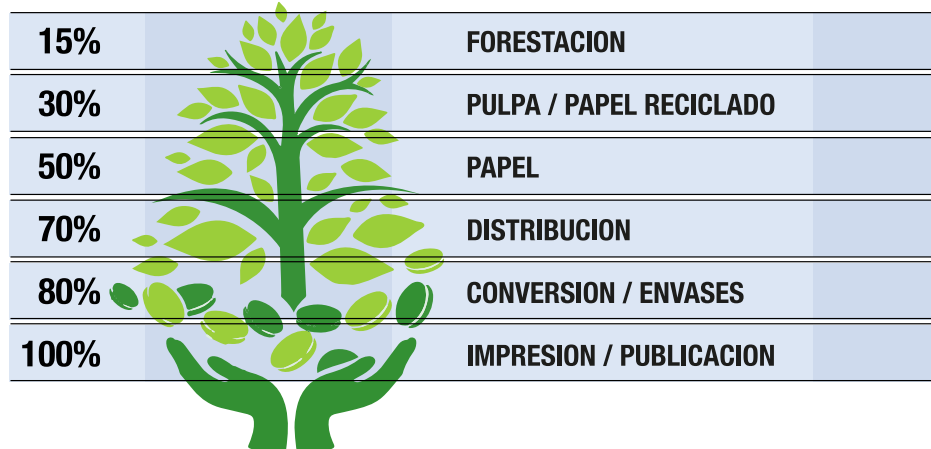 15% FORESTACION
30% PULPA / PAPEL RECICLADO
50% PAPEL
70% DISTRIBUCION
80% CONVERSION / ENVASES
100% IMPRESION / PUBLICACION